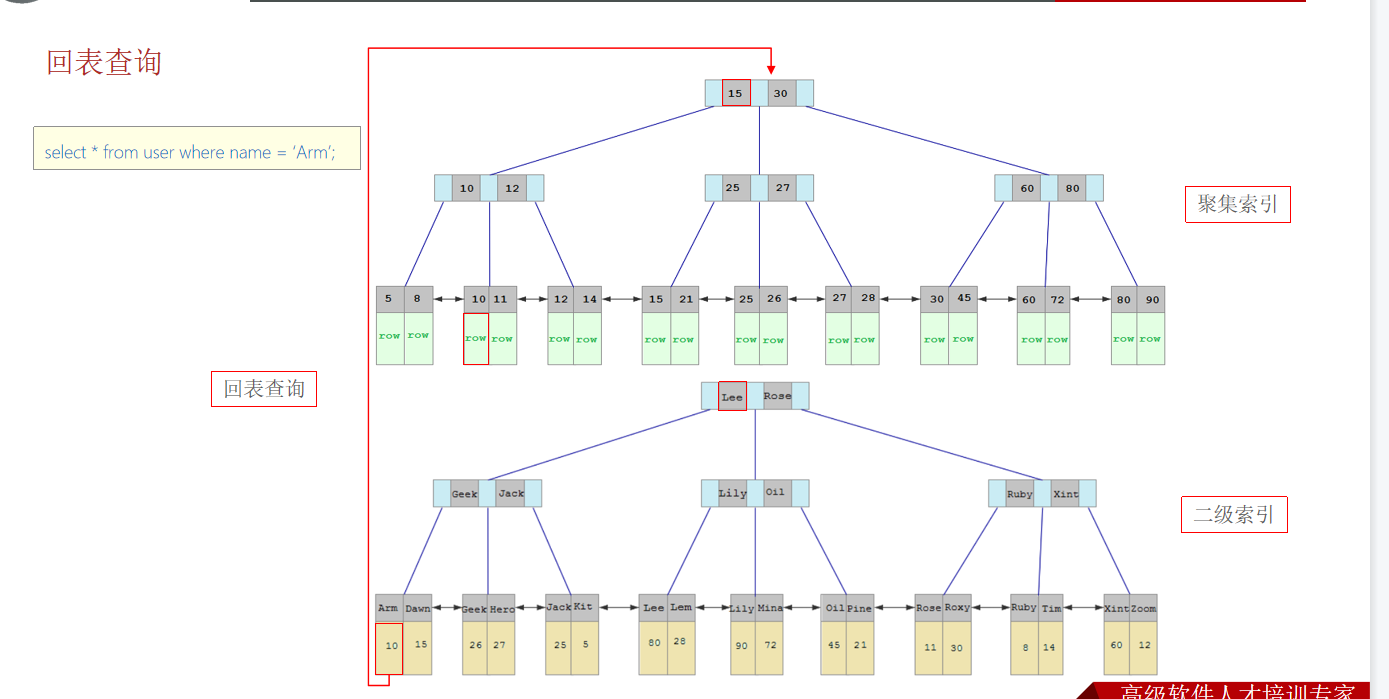 回表查询
select * from user where name = 'Arm';
15 30
10 12 25 27 60 80
聚集索引
5 8 10 11 12 14 15 21 25 26 27 28 30 45 60 72 80 90
row row row row row row row row row row row row row row row row row row
回表查询
Lee Rose
Geek Jack Lily Oil Ruby Xint
二级索引
Arm Dawn Geek Hero Jack Kit Lee Lem Lily Mina Oil Pine Rose Roxy Ruby Tim Xint Zoom
10 15 26 27 25 5 80 28 90 72 45 21 11 30 8 14 60 12
高级软件人才培训专家